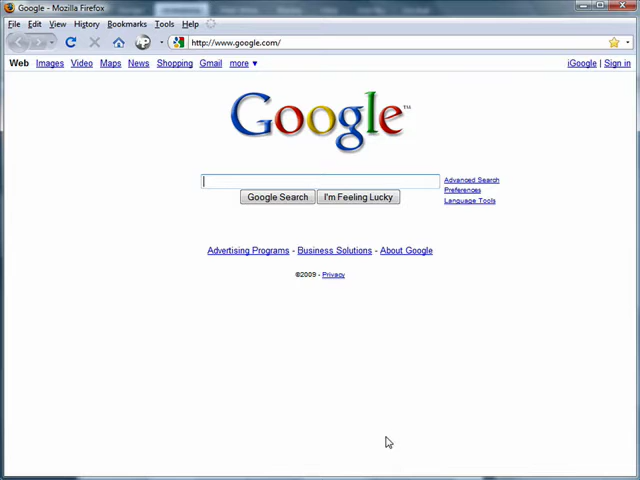 Google - Mozilla Firefox
File Edit View History Bookmarks Tools Help
http://www.google.com/
Web Images Video Maps News Shopping Gmail more ▼ iGoogle | Sign in
Google™
Advanced Search
Preferences
Language Tools
Google Search I'm Feeling Lucky
Advertising Programs - Business Solutions - About Google
©2009 - Privacy